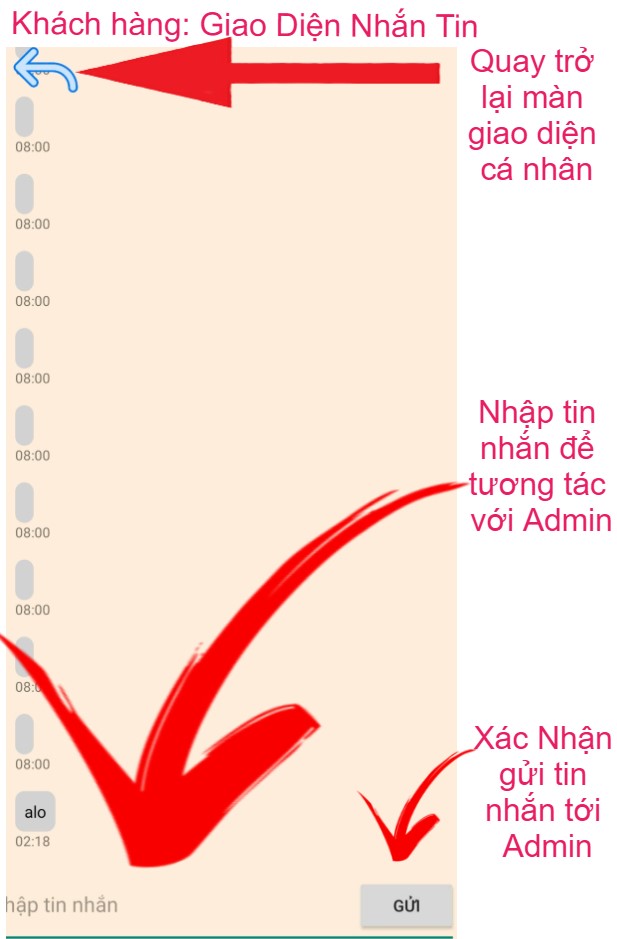 Khách hàng: Giao Diện Nhắn Tin
Quay trở
lại màn
giao diện
cá nhân
08:00
08:00
08:00
08:00
08:00
08:00
08:00
08:00
Nhập tin
nhắn để
tương tác
với Admin
Xác Nhận
gửi tin
nhắn tới
Admin
alo
02:18
hập tin nhắn
GỬI